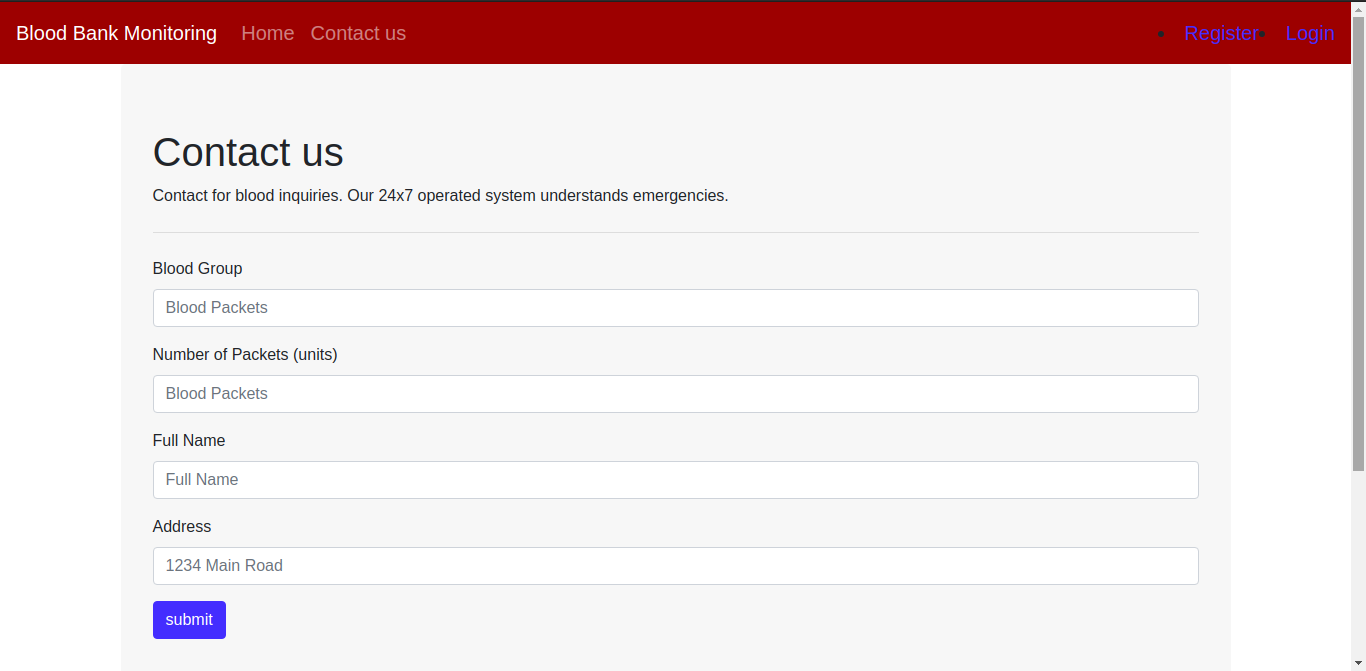 Blood Bank Monitoring Home Contact us • Register • Login
Contact us
Contact for blood inquiries. Our 24x7 operated system understands emergencies.
Blood Group
Blood Packets
Number of Packets (units)
Blood Packets
Full Name
Full Name
Address
1234 Main Road
submit